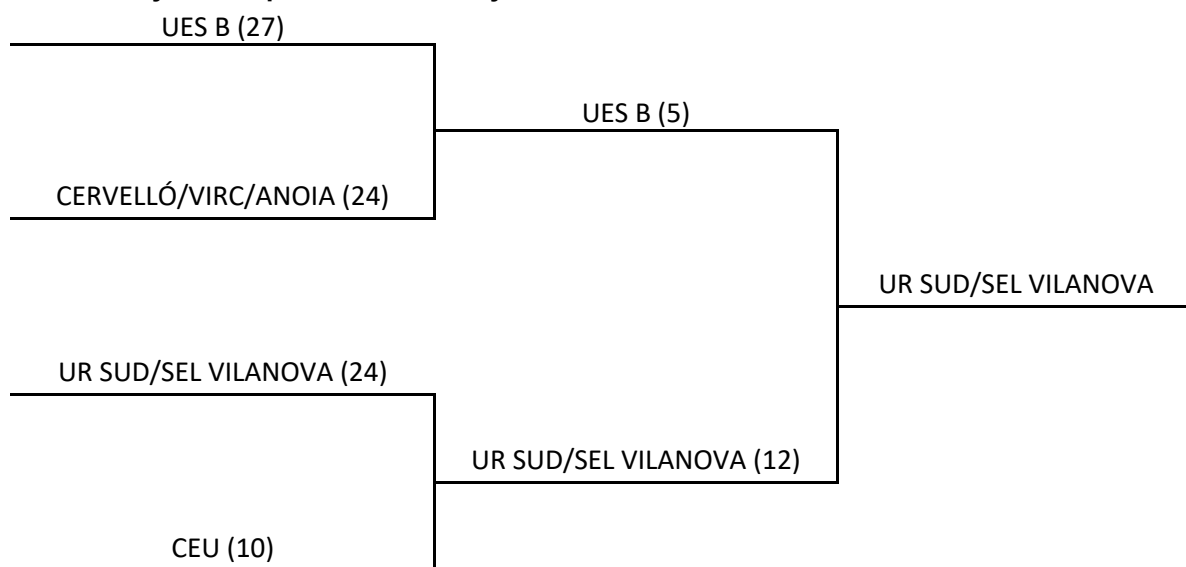 UES B (27)
UES B (5)
CERVELLÓ/VIRC/ANOIA (24)
UR SUD/SEL VILANOVA
UR SUD/SEL VILANOVA (24)
UR SUD/SEL VILANOVA (12)
CEU (10)